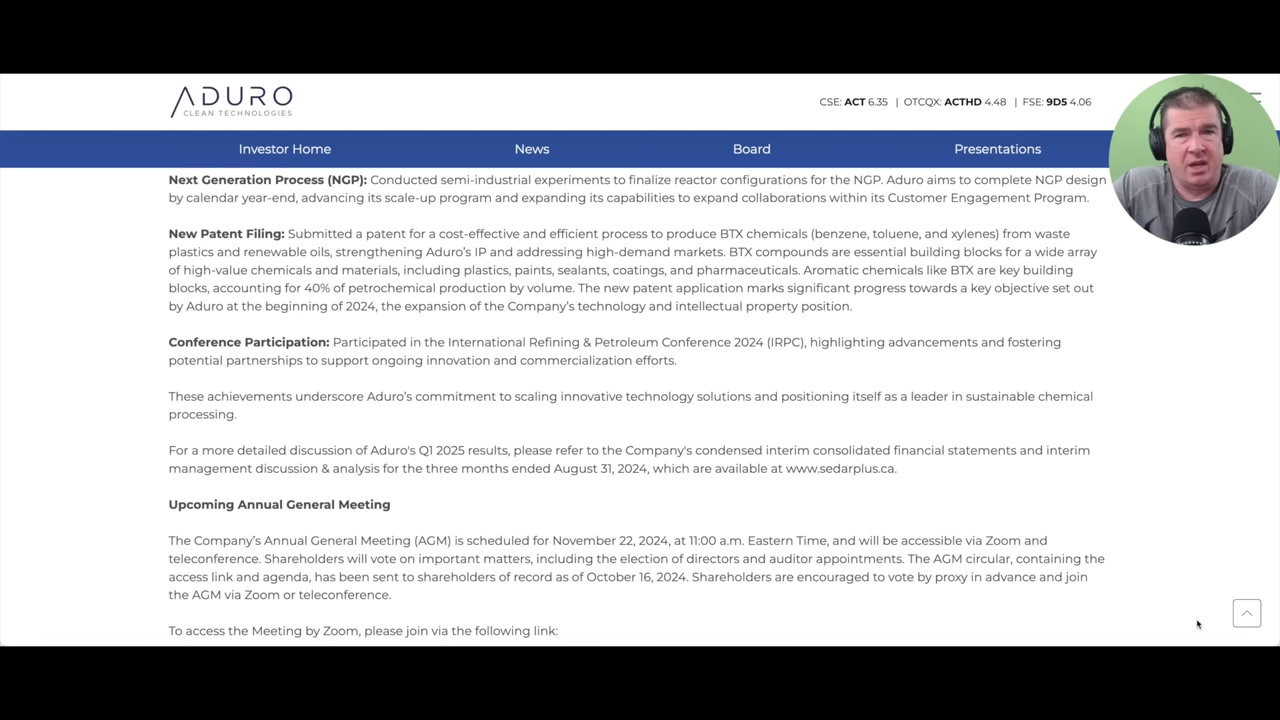 ADURO
CLEAN TECHNOLOGIES
CSE: ACT 6.35 | OTCQX: ACTHD 4.48 | FSE: 9D5 4.06
Investor Home News Board Presentations
Next Generation Process (NGP): Conducted semi-industrial experiments to finalize reactor configurations for the NGP. Aduro aims to complete NGP design
by calendar year-end, advancing its scale-up program and expanding its capabilities to expand collaborations within its Customer Engagement Program.
New Patent Filing: Submitted a patent for a cost-effective and efficient process to produce BTX chemicals (benzene, toluene, and xylenes) from waste
plastics and renewable oils, strengthening Aduro's IP and addressing high-demand markets. BTX compounds are essential building blocks for a wide array
of high-value chemicals and materials, including plastics, paints, sealants, coatings, and pharmaceuticals. Aromatic chemicals like BTX are key building
blocks, accounting for 40% of petrochemical production by volume. The new patent application marks significant progress towards a key objective set out
by Aduro at the beginning of 2024, the expansion of the Company's technology and intellectual property position.
Conference Participation: Participated in the International Refining & Petroleum Conference 2024 (IRPC), highlighting advancements and fostering
potential partnerships to support ongoing innovation and commercialization efforts.
These achievements underscore Aduro's commitment to scaling innovative technology solutions and positioning itself as a leader in sustainable chemical
processing.
For a more detailed discussion of Aduro's Q1 2025 results, please refer to the Company's condensed interim consolidated financial statements and interim
management discussion & analysis for the three months ended August 31, 2024, which are available at www.sedarplus.ca.
Upcoming Annual General Meeting
The Company's Annual General Meeting (AGM) is scheduled for November 22, 2024, at 11:00 a.m. Eastern Time, and will be accessible via Zoom and
teleconference. Shareholders will vote on important matters, including the election of directors and auditor appointments. The AGM circular, containing the
access link and agenda, has been sent to shareholders of record as of October 16, 2024. Shareholders are encouraged to vote by proxy in advance and join
the AGM via Zoom or teleconference.
To access the Meeting by Zoom, please join via the following link: